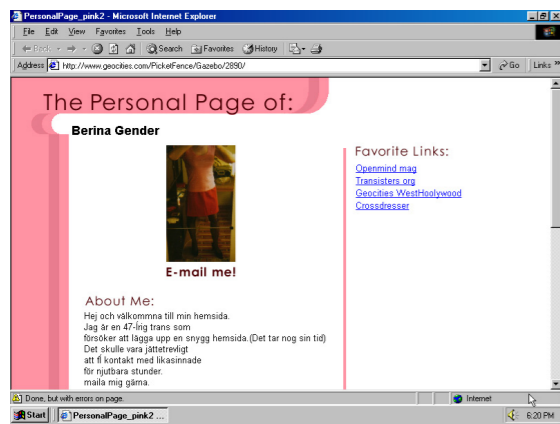 PersonalPage_pink2 - Microsoft Internet Explorer
File Edit View Favorites Tools Help
Back Search Favorites History
Address http://www.geocities.com/PicketFence/Gazebo/2890/ Go Links »
The Personal Page of:
Berina Gender
Favorite Links:
Openmind mag
Transisters org
Geocities WestHoolywood
Crossdresser
E-mail me!
About Me:
Hej och välkommna till min hemsida.
Jag är en 47-Írig trans som
försöker att lägga upp en snygg hemsida.(Det tar nog sin tid)
Det skulle vara jättetrevligt
att fÍ kontakt med likasinnade
för njutbara stunder.
maila mig gärna.
Done, but with errors on page. Internet
Start PersonalPage_pink2 ... 6:20 PM